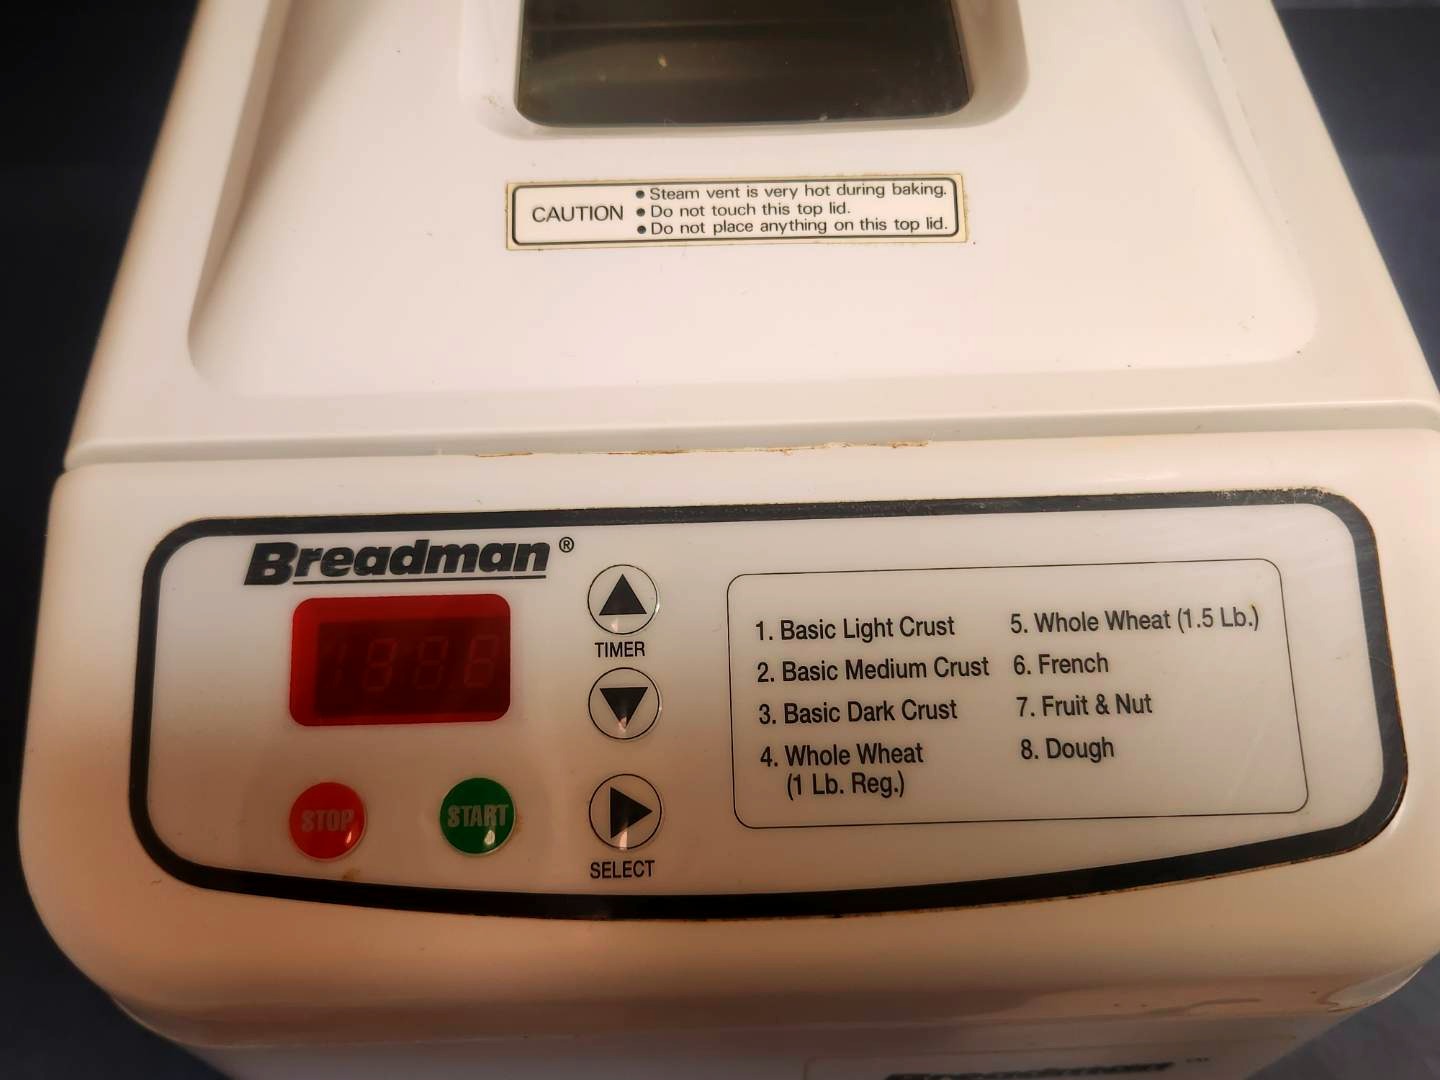 CAUTION
● Steam vent is very hot during baking.
● Do not touch this top lid.
● Do not place anything on this top lid.
Breadman®
TIMER
STOP
START
SELECT
1. Basic Light Crust
2. Basic Medium Crust
3. Basic Dark Crust
4. Whole Wheat
(1 Lb. Reg.)
5. Whole Wheat (1.5 Lb.)
6. French
7. Fruit & Nut
8. Dough
Breadman